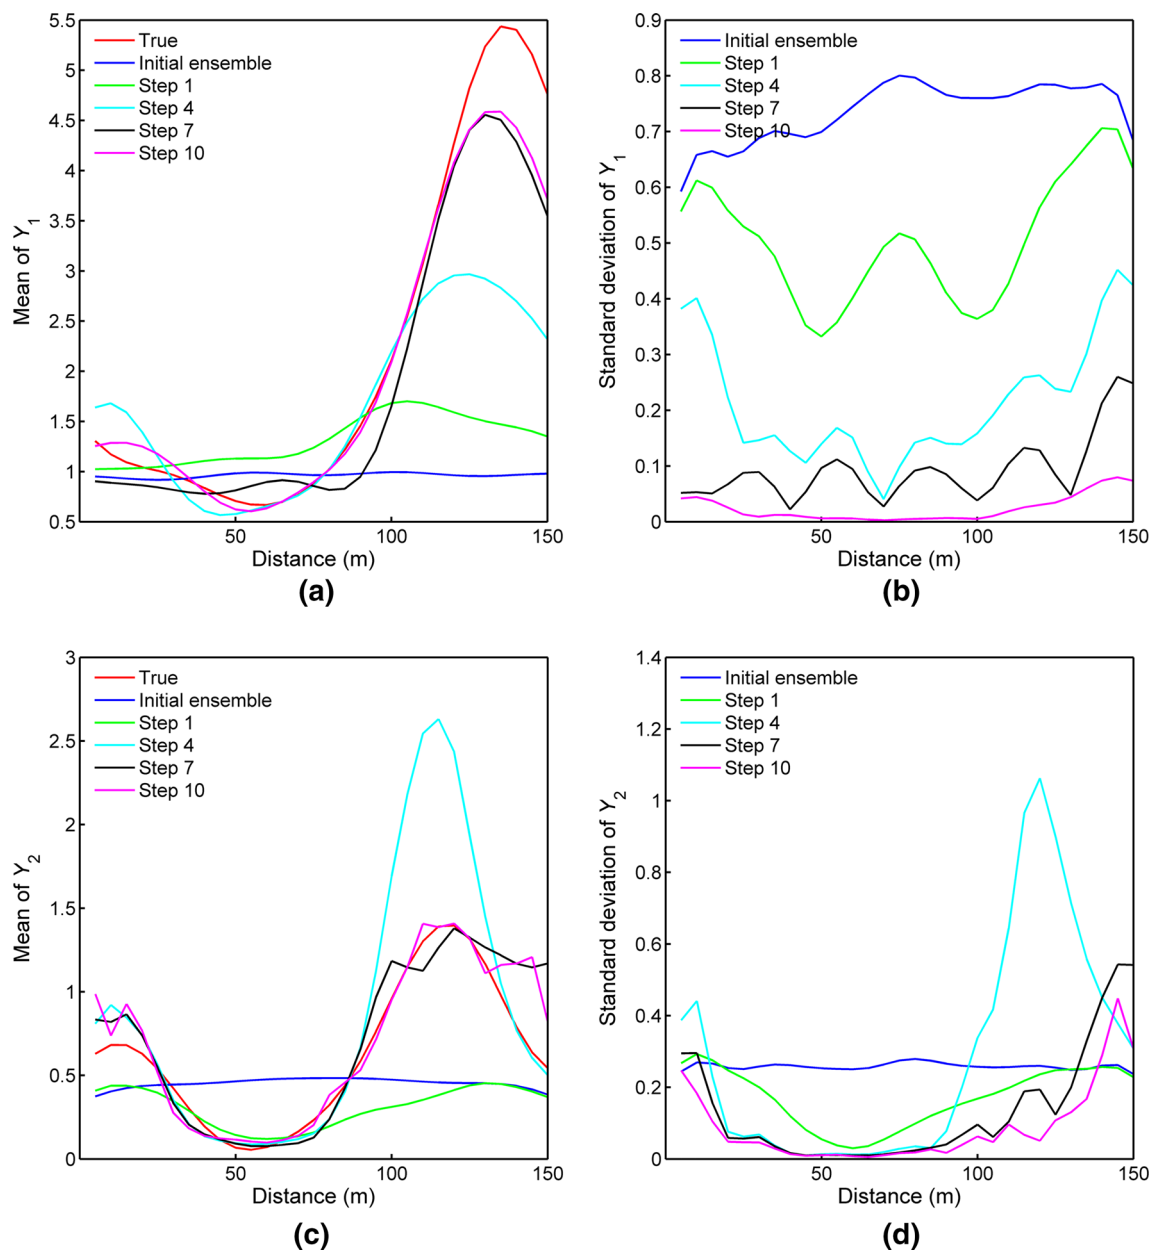 5.5
5
4.5
4
3.5
3
2.5
2
1.5
1
0.5
Mean of Y1
True
Initial ensemble
Step 1
Step 4
Step 7
Step 10
50
100
150
Distance (m)
(a)
0.9
0.8
0.7
0.6
0.5
0.4
0.3
0.2
0.1
0
Standard deviation of Y1
Initial ensemble
Step 1
Step 4
Step 7
Step 10
50
100
150
Distance (m)
(b)
3
2.5
2
1.5
1
0.5
0
Mean of Y2
True
Initial ensemble
Step 1
Step 4
Step 7
Step 10
50
100
150
Distance (m)
(c)
1.4
1.2
1
0.8
0.6
0.4
0.2
0
Standard deviation of Y2
Initial ensemble
Step 1
Step 4
Step 7
Step 10
50
100
150
Distance (m)
(d)